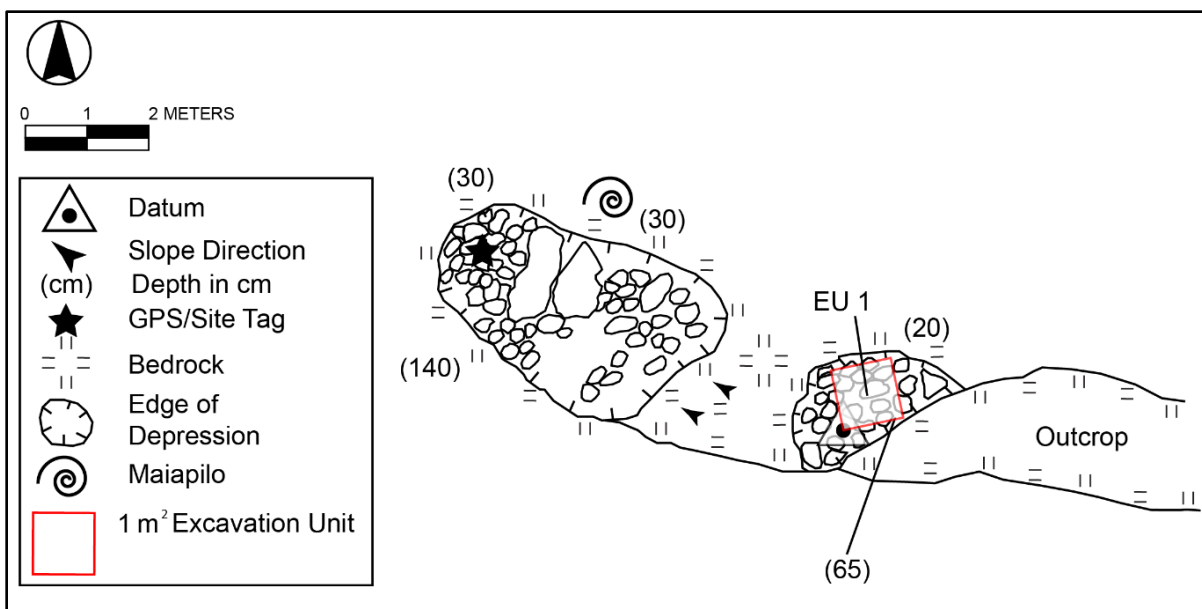 0 1 2 METERS
Datum
Slope Direction
(cm) Depth in cm
GPS/Site Tag
Bedrock
Edge of
Depression
Maiapilo
1 m² Excavation Unit
(30)
(30)
(140)
EU 1
(20)
Outcrop
(65)